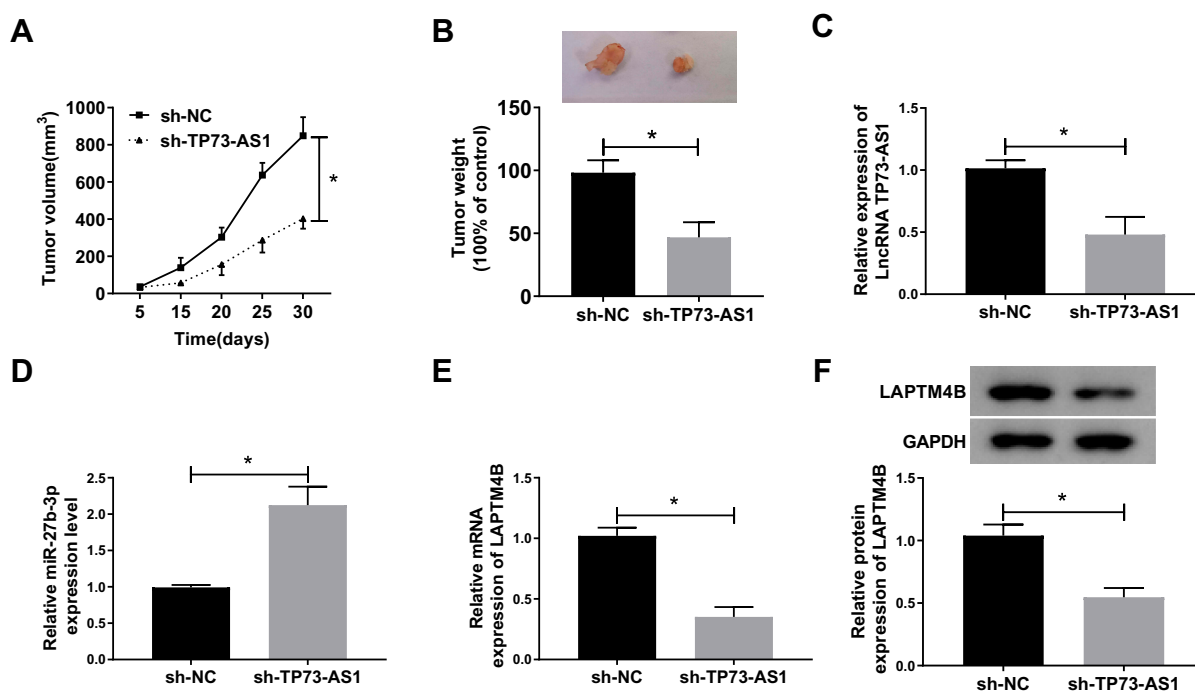 A
Tumor volume(mm³)
1000
800
600
400
200
0
sh-NC
sh-TP73-AS1
*
5 15 20 25 30
Time(days)
B
Tumor weight
(100% of control)
150
100
50
0
*
sh-NC sh-TP73-AS1
C
Relative expression of
LncRNA TP73-AS1
1.5
1.0
0.5
0.0
*
sh-NC sh-TP73-AS1
D
Relative miR-27b-3p
expression level
2.5
2.0
1.5
1.0
0.5
0.0
*
sh-NC sh-TP73-AS1
E
Relative mRNA
expression of LAPTM4B
1.5
1.0
0.5
0.0
*
sh-NC sh-TP73-AS1
F
LAPTM4B
GAPDH
Relative protein
expression of LAPTM4B
1.5
1.0
0.5
0.0
*
sh-NC sh-TP73-AS1